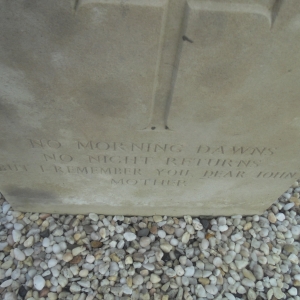 NO MORNING DAWNS
NO NIGHT RETURNS
BUT I REMEMBER YOU DEAR JOHN
MOTHER